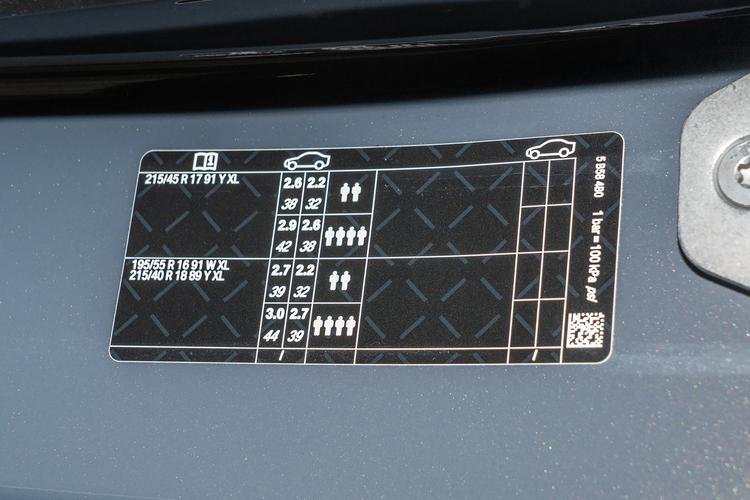 215/45 R 17 91 Y XL
2.6 2.2
38 32
2.9 2.6
42 38
195/55 R 16 91 W XL
215/40 R 18 89 Y XL
2.7 2.2
39 32
3.0 2.7
44 39
/ /
5 B58 4B0 1 bar = 100 kPa psi